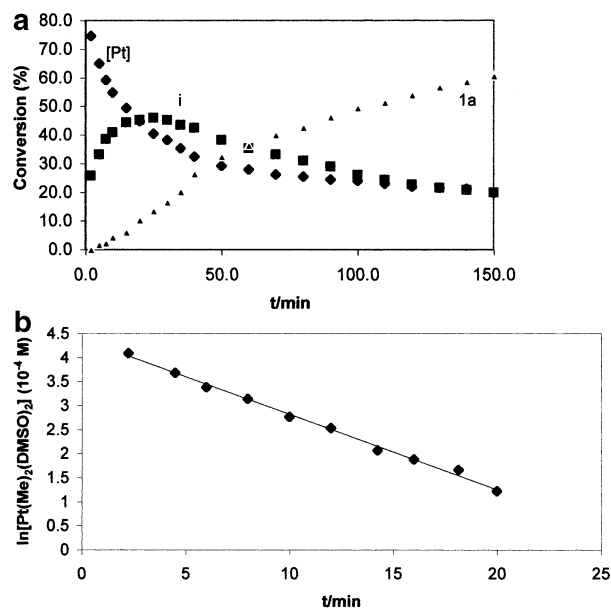 a
80.0
70.0
60.0
50.0
40.0
30.0
20.0
10.0
0.0
Conversion (%)
[Pt]
i
1a
0.0 50.0 100.0 150.0
t/min
b
4.5
4
3.5
3
2.5
2
1.5
1
0.5
0
ln[Pt(Me)2(DMSO)2] (10-4 M)
0 5 10 15 20 25
t/min